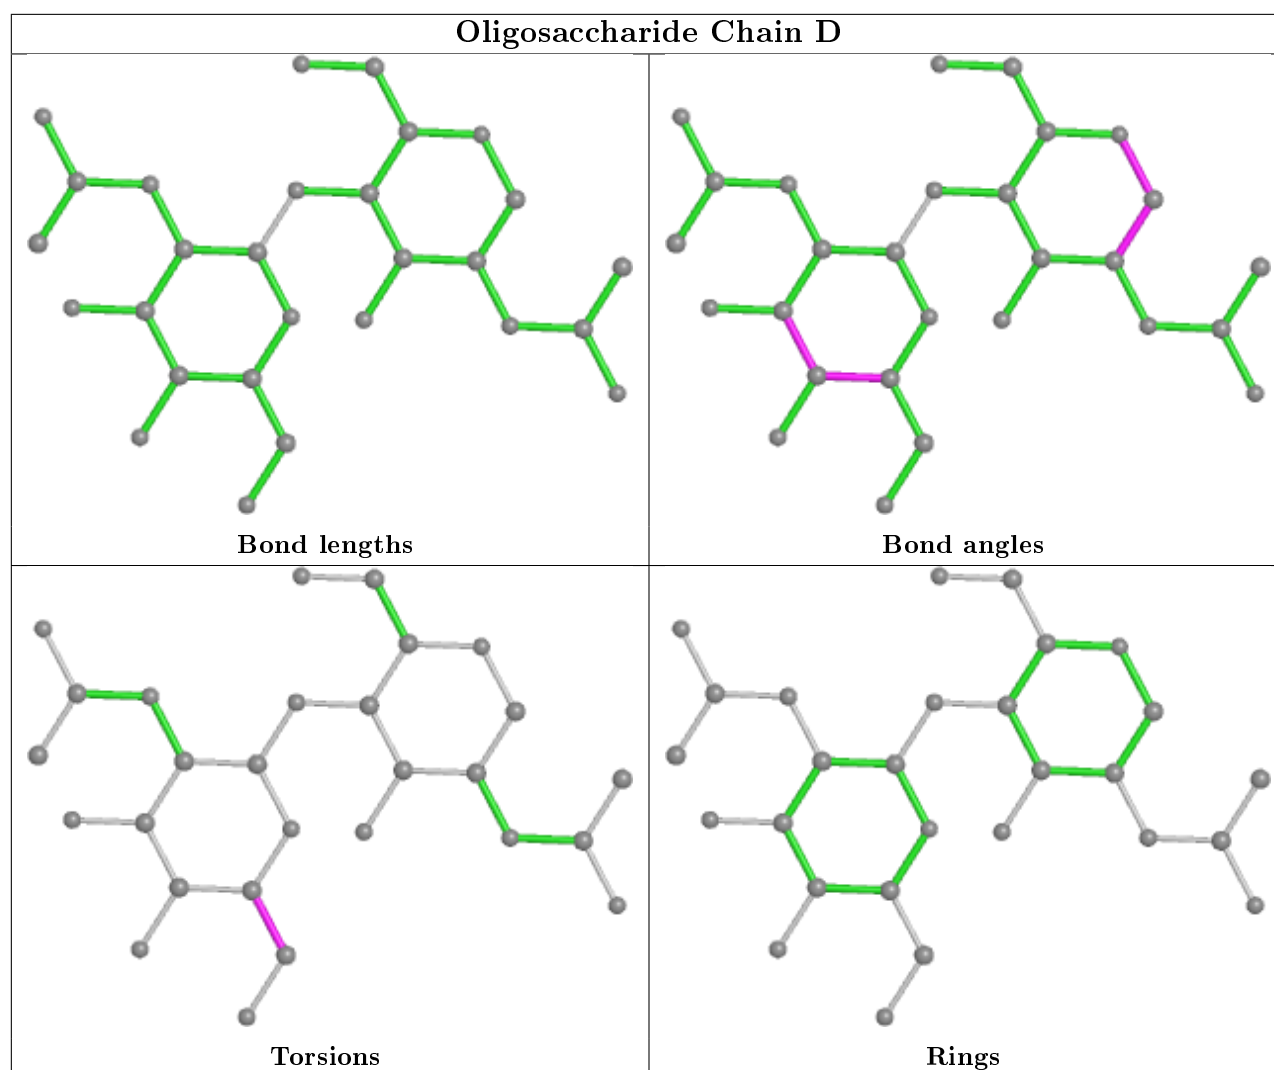 Oligosaccharide Chain D
Bond lengths
Bond angles
Torsions
Rings